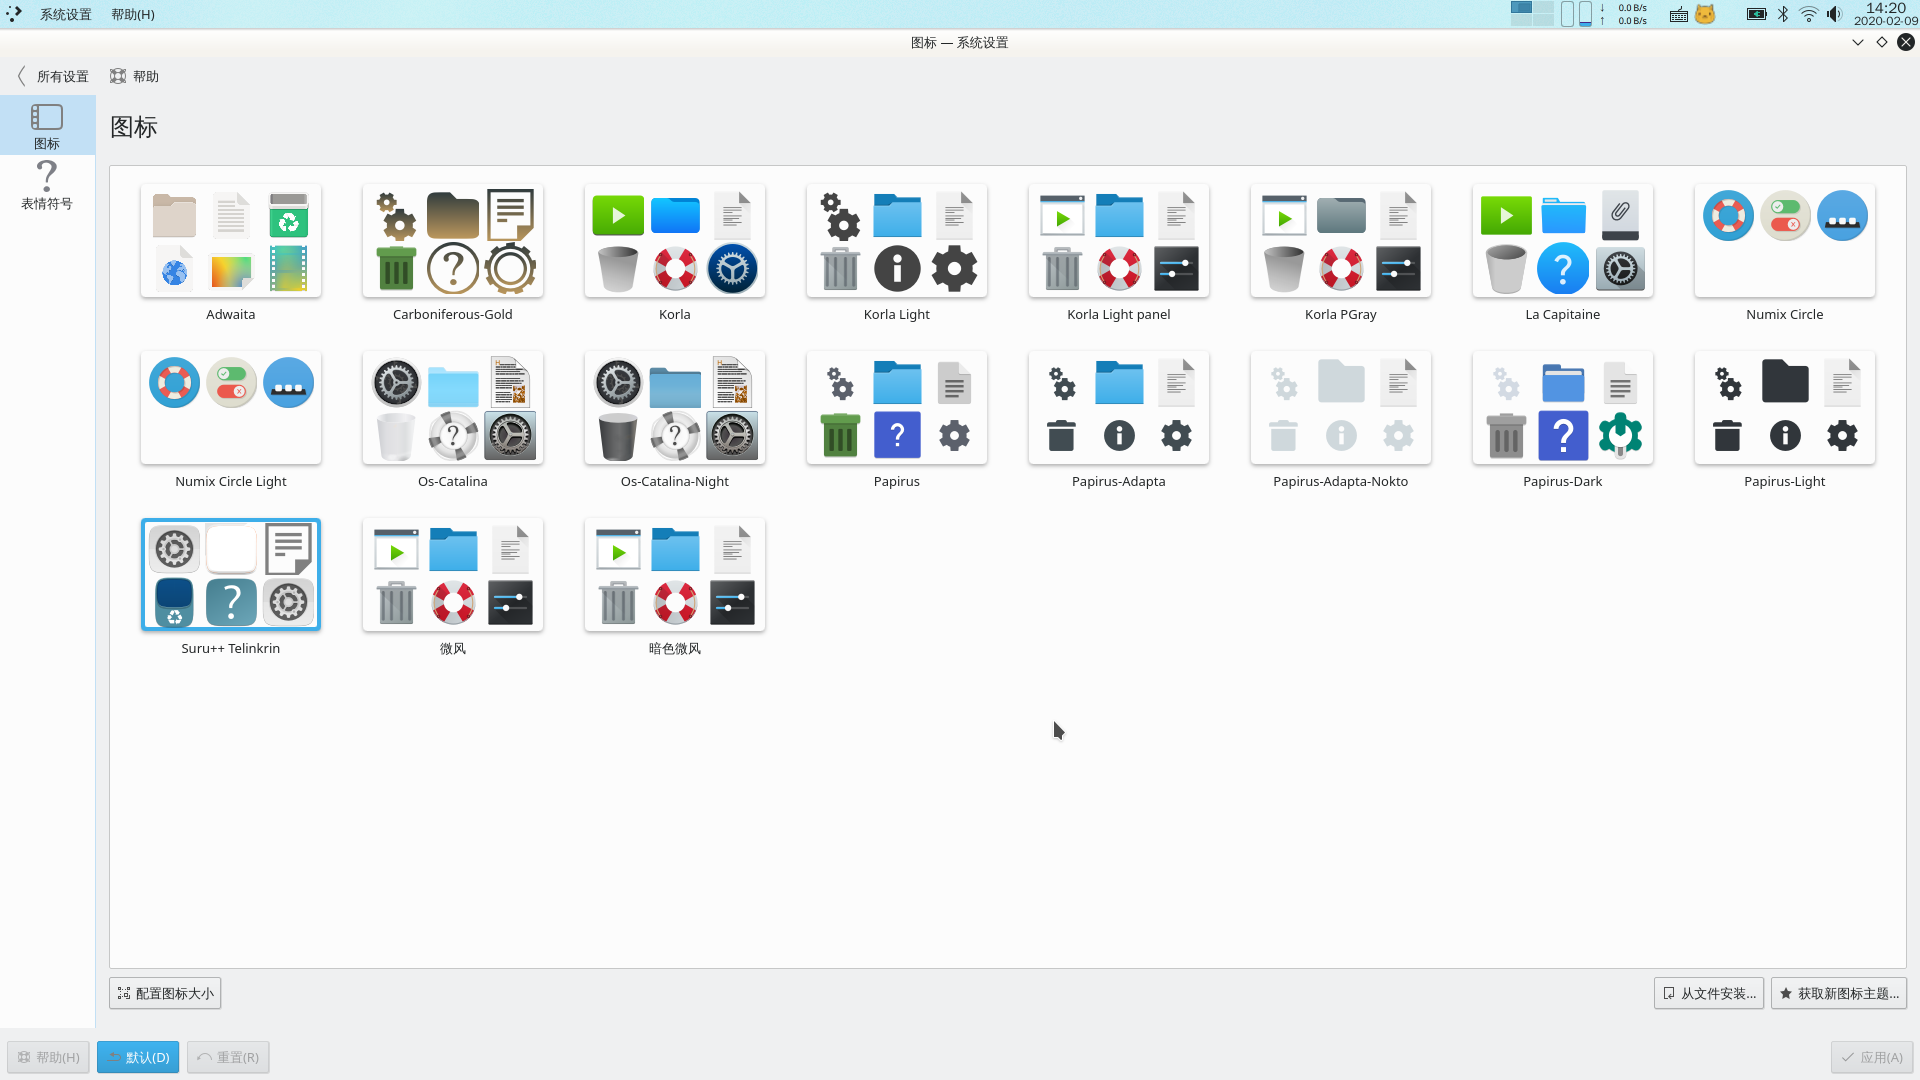 系统设置 帮助(H)
↓ 0.0 B/s
↑ 0.0 B/s
14:20
2020-02-09
图标 — 系统设置
所有设置 帮助
图标
表情符号
图标
Adwaita Carboniferous-Gold Korla Korla Light Korla Light panel Korla PGray La Capitaine Numix Circle
Numix Circle Light Os-Catalina Os-Catalina-Night Papirus Papirus-Adapta Papirus-Adapta-Nokto Papirus-Dark Papirus-Light
Suru++ Telinkrin 微风 暗色微风
配置图标大小 从文件安装... 获取新图标主题...
帮助(H) 默认(D) 重置(R) 应用(A)